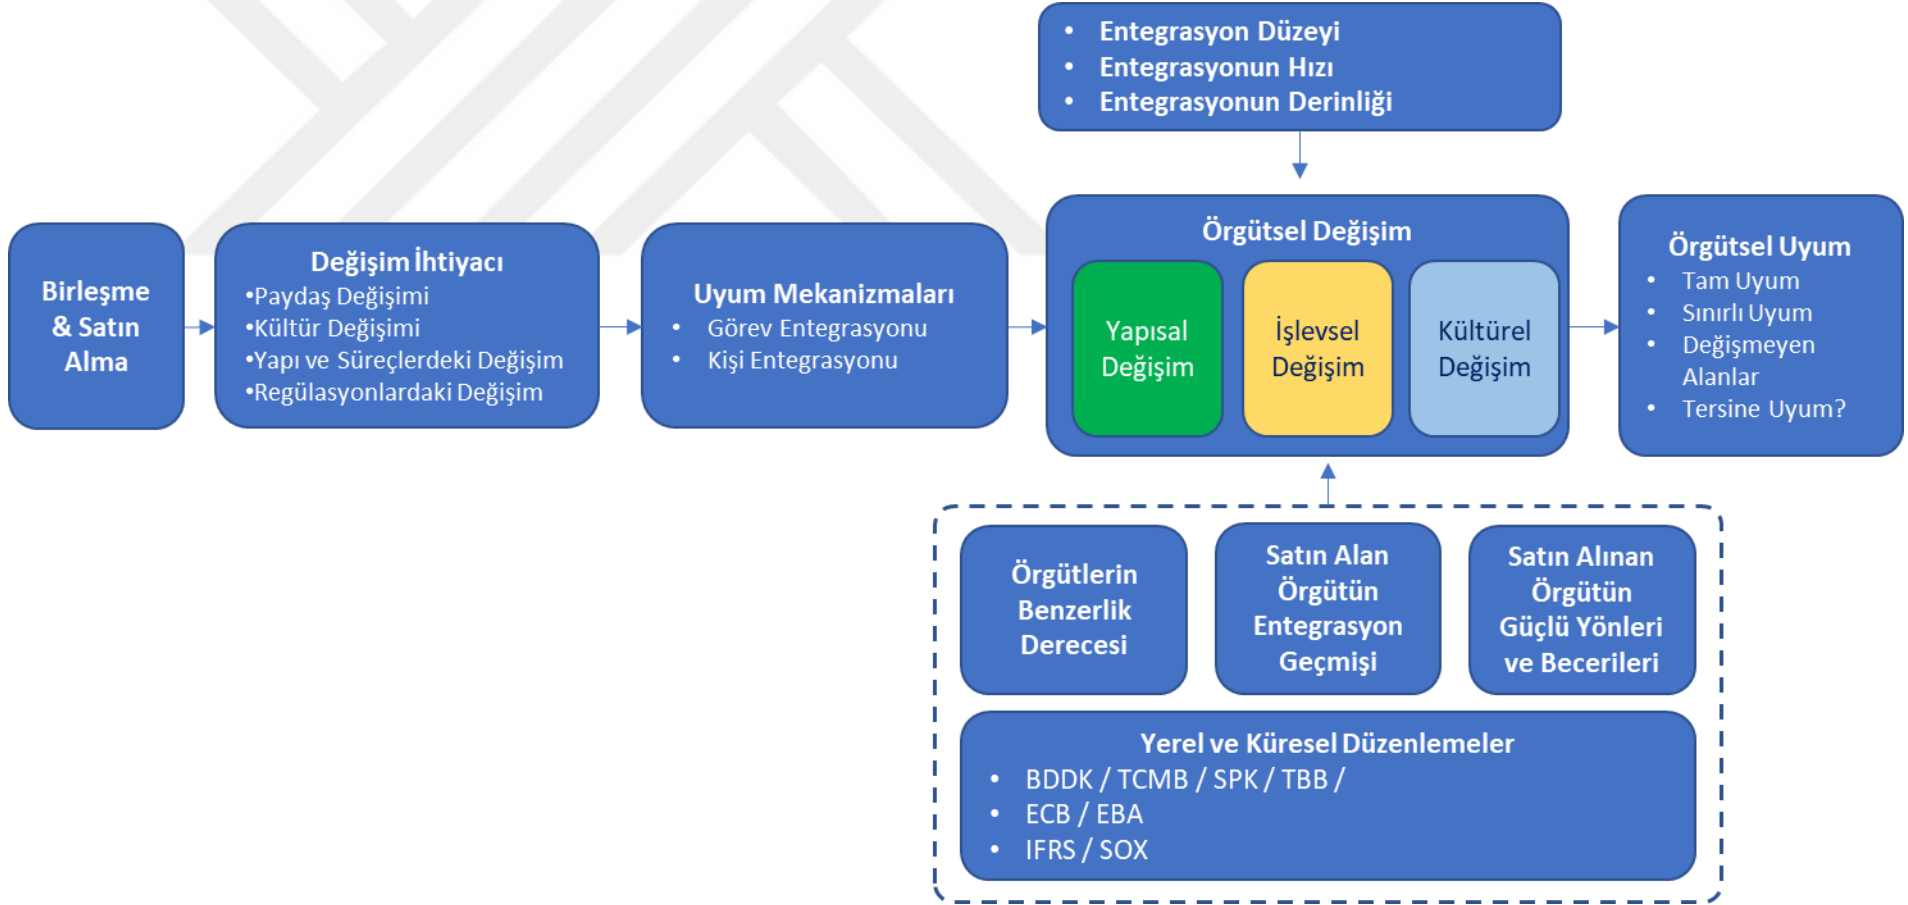 • Entegrasyon Düzeyi
• Entegrasyonun Hızı
• Entegrasyonun Derinliği
Birleşme
& Satın
Alma
Değişim İhtiyacı
•Paydaş Değişimi
•Kültür Değişimi
•Yapı ve Süreçlerdeki Değişim
•Regülasyonlardaki Değişim
Uyum Mekanizmaları
• Görev Entegrasyonu
• Kişi Entegrasyonu
Örgütsel Değişim
Yapısal
Değişim
İşlevsel
Değişim
Kültürel
Değişim
Örgütsel Uyum
• Tam Uyum
• Sınırlı Uyum
• Değişmeyen
Alanlar
• Tersine Uyum?
Örgütlerin
Benzerlik
Derecesi
Satın Alan
Örgütün
Entegrasyon
Geçmişi
Satın Alınan
Örgütün
Güçlü Yönleri
ve Becerileri
Yerel ve Küresel Düzenlemeler
• BDDK / TCMB / SPK / TBB /
• ECB / EBA
• IFRS / SOX